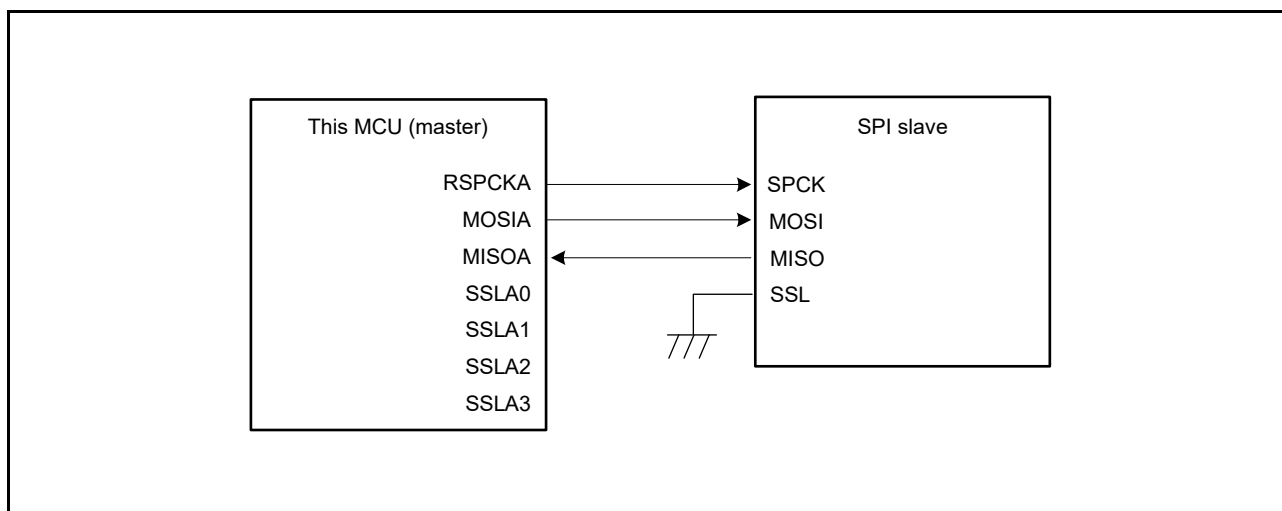 This MCU (master)
SPI slave
RSPCKA
SPCK
MOSIA
MOSI
MISOA
MISO
SSLA0
SSL
SSLA1
SSLA2
SSLA3